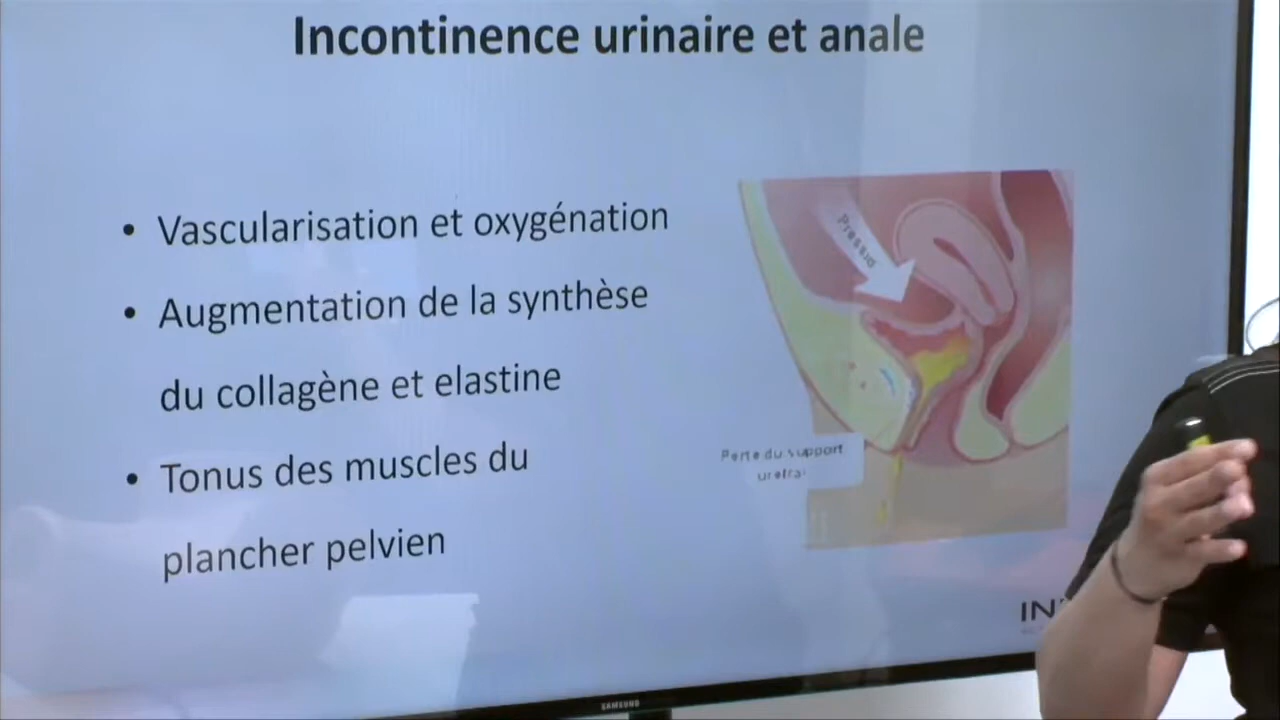 Incontinence urinaire et anale
• Vascularisation et oxygénation
• Augmentation de la synthèse
du collagène et elastine
• Tonus des muscles du
plancher pelvien
Perte du support
uretral
SAMSUNG